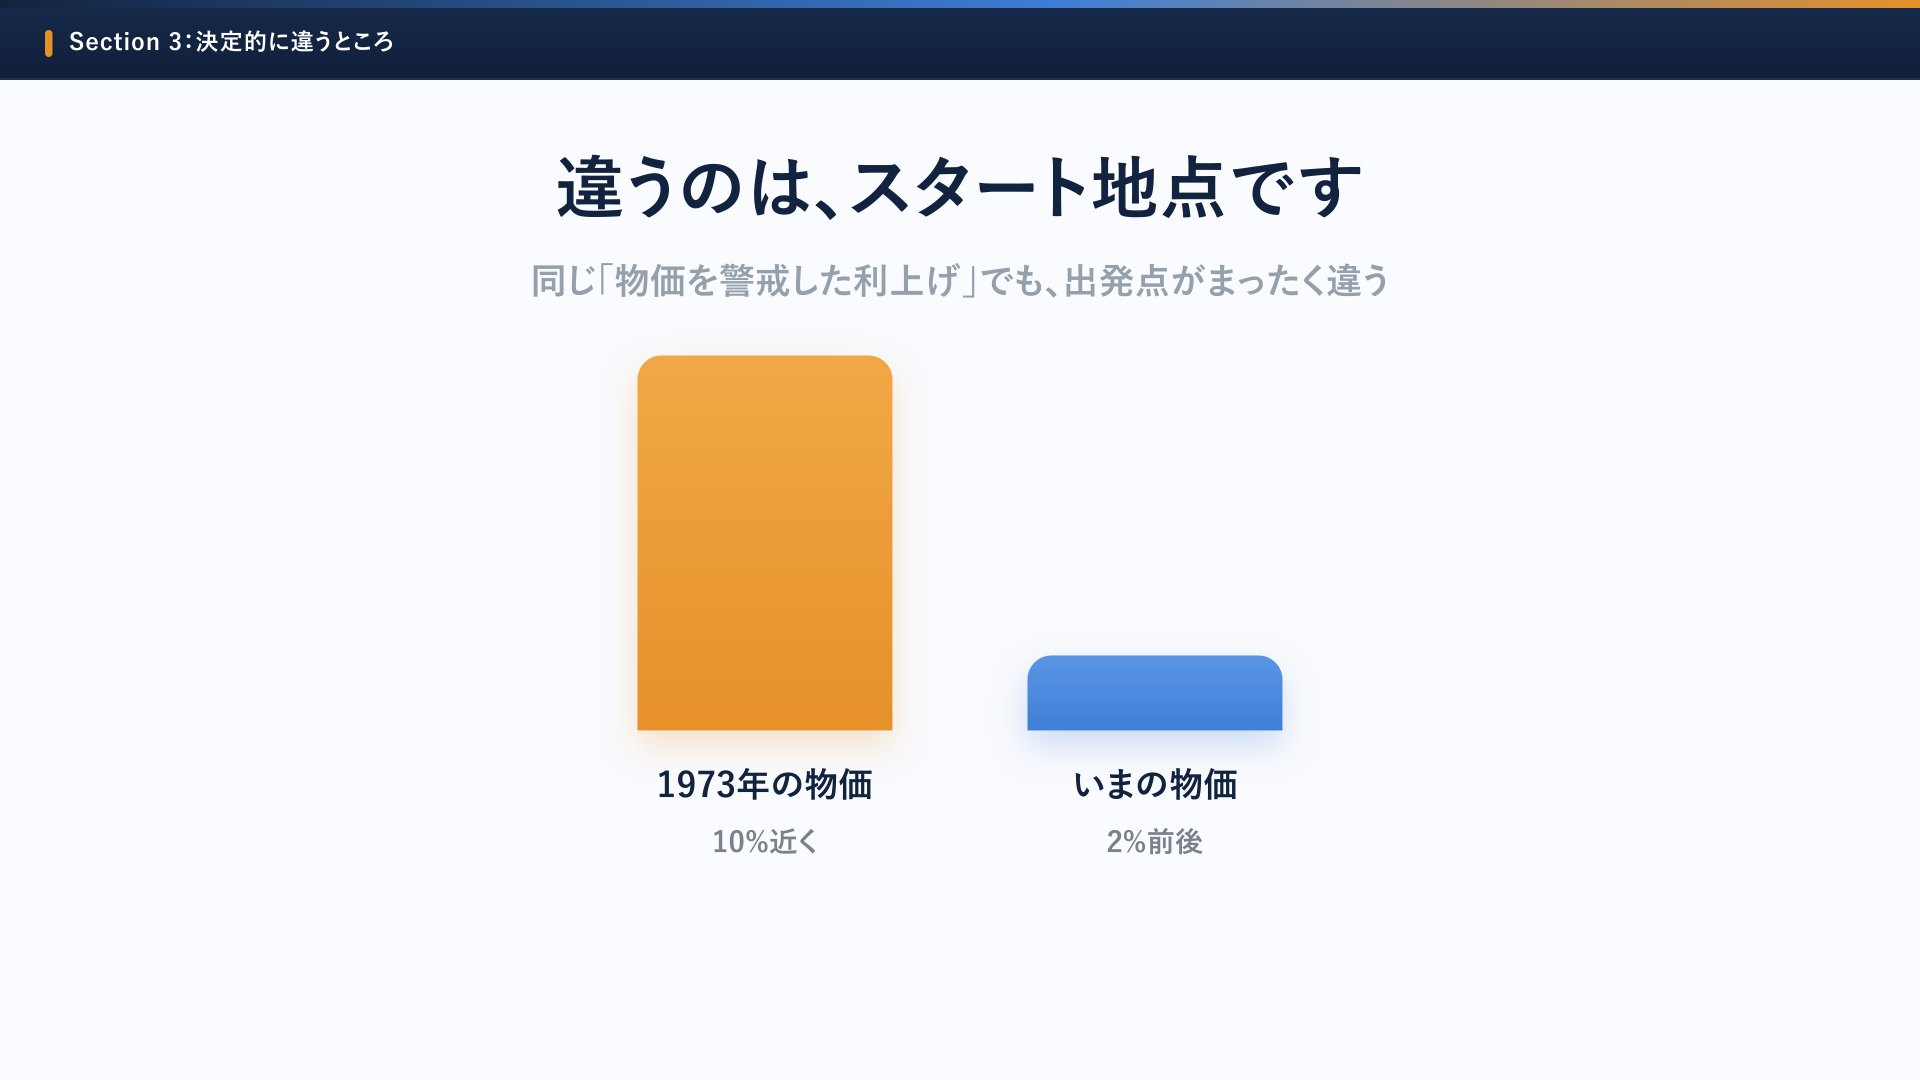 Section 3：決定的に違うところ
違うのは、スタート地点です
同じ「物価を警戒した利上げ」でも、出発点がまったく違う
1973年の物価
10%近く
いまの物価
2%前後